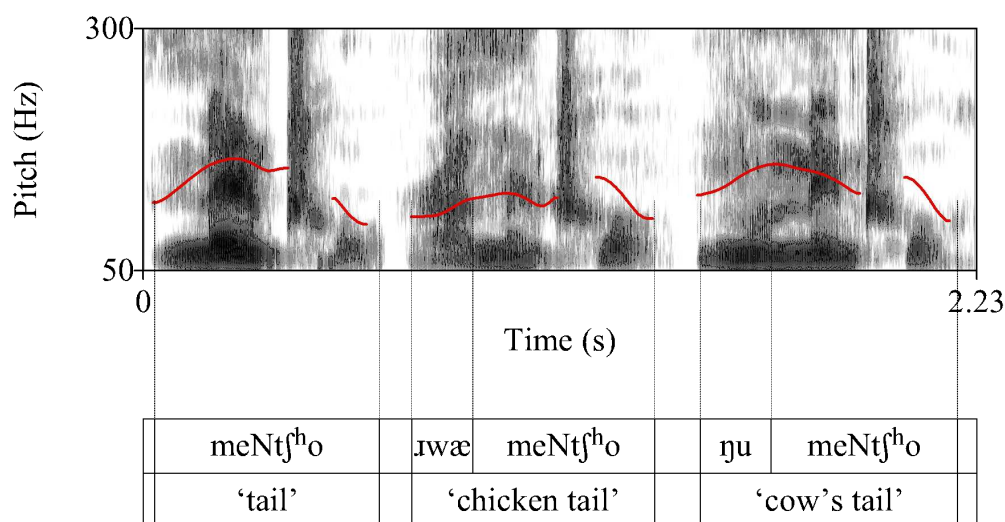 300
Pitch (Hz)
50
0 2.23
Time (s)
meNtʃʰo ɹwæ meNtʃʰo ŋu meNtʃʰo
‘tail’ ‘chicken tail’ ‘cow’s tail’